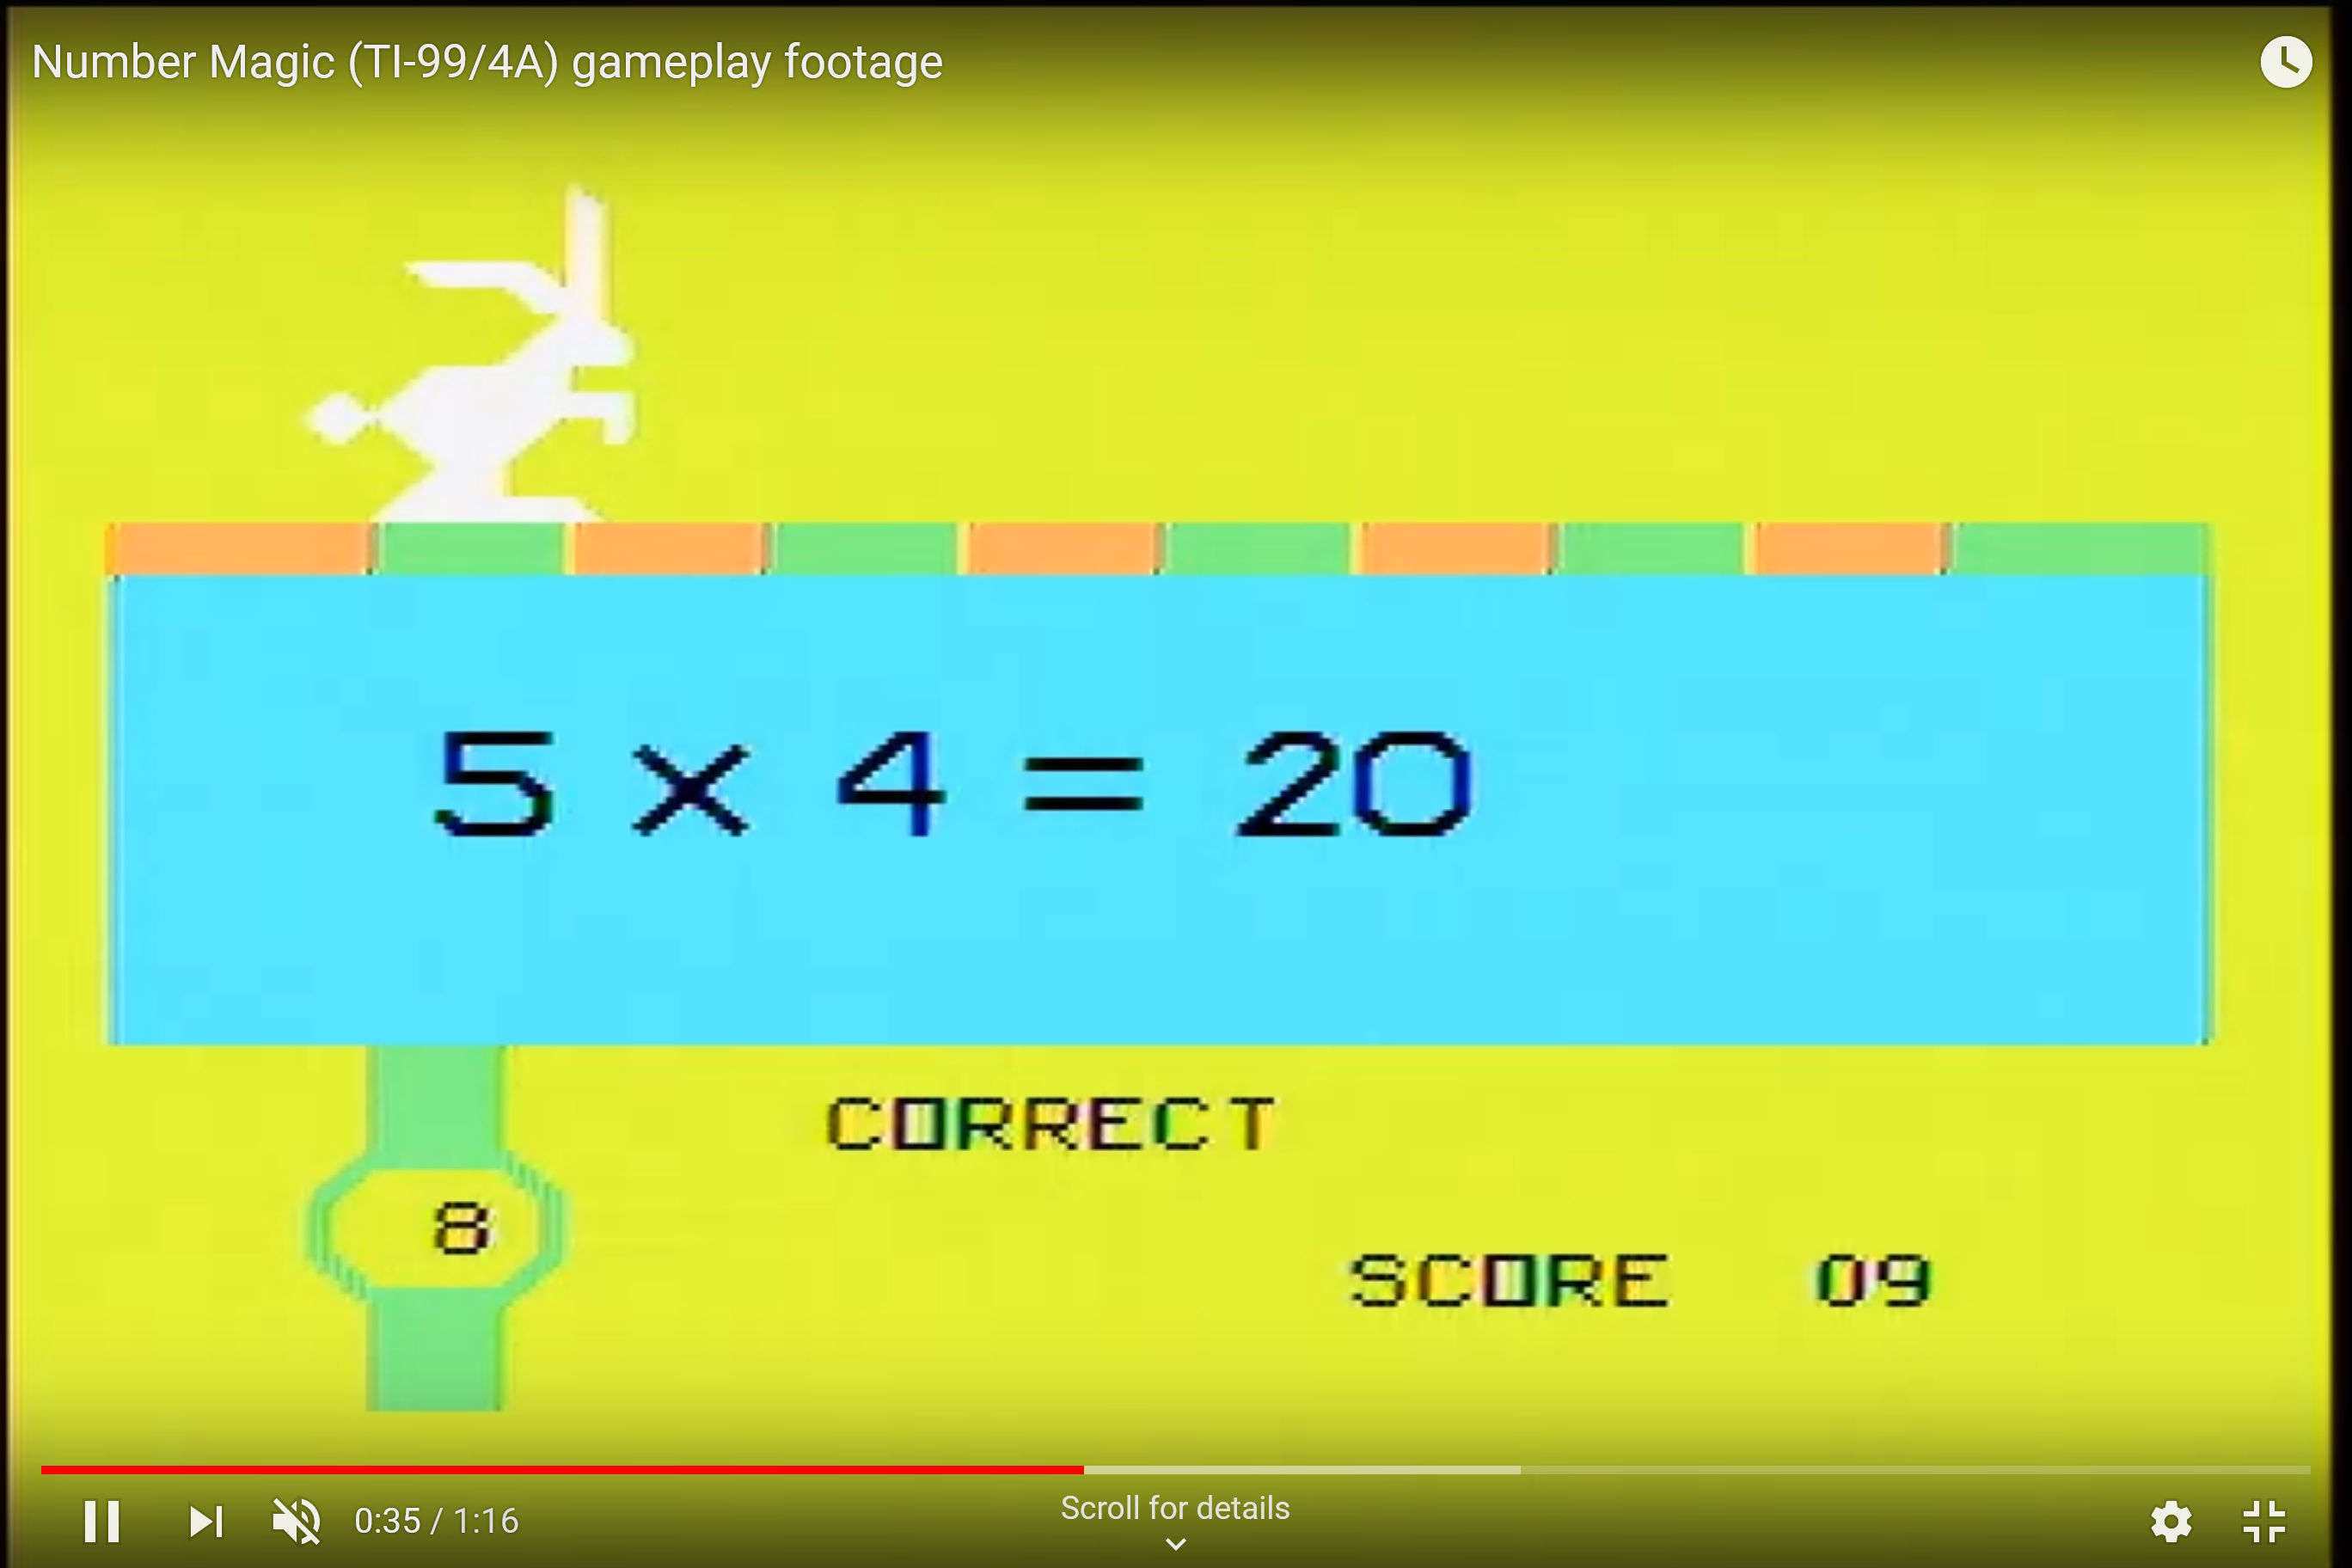 Number Magic (TI-99/4A) gameplay footage
5 × 4 = 20
CORRECT
8
SCORE 09
0:35 / 1:16
Scroll for details